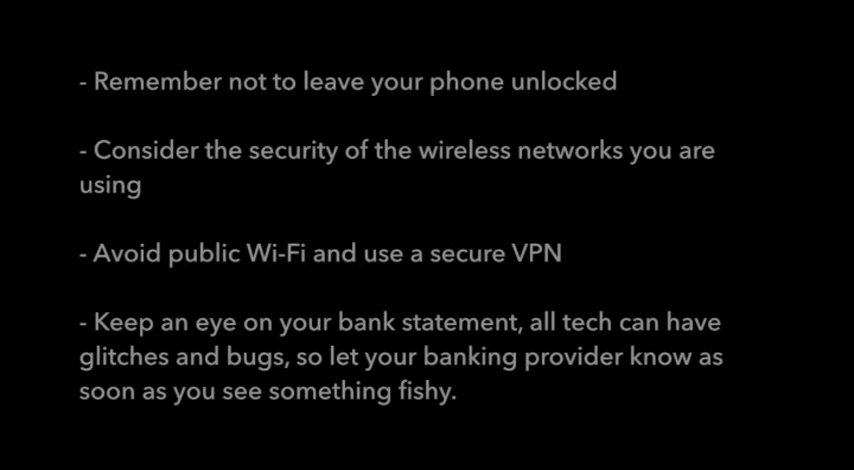 - Remember not to leave your phone unlocked
- Consider the security of the wireless networks you are
using
- Avoid public Wi-Fi and use a secure VPN
- Keep an eye on your bank statement, all tech can have
glitches and bugs, so let your banking provider know as
soon as you see something fishy.